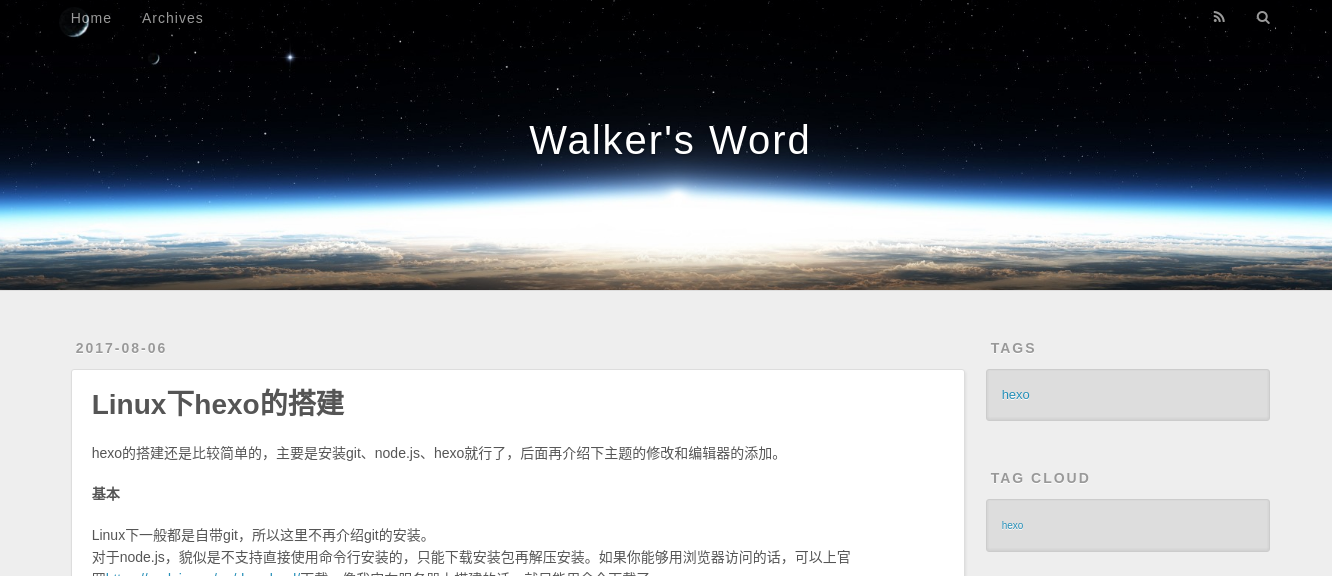 Home
Archives
Walker's Word
2017-08-06
Linux下hexo的搭建
hexo的搭建还是比较简单的，主要是安装git、node.js、hexo就行了，后面再介绍下主题的修改和编辑器的添加。
基本
Linux下一般都是自带git，所以这里不再介绍git的安装。
对于node.js，貌似是不支持直接使用命令行安装的，只能下载安装包再解压安装。如果你能够用浏览器访问的话，可以上官
TAGS
hexo
TAG CLOUD
hexo